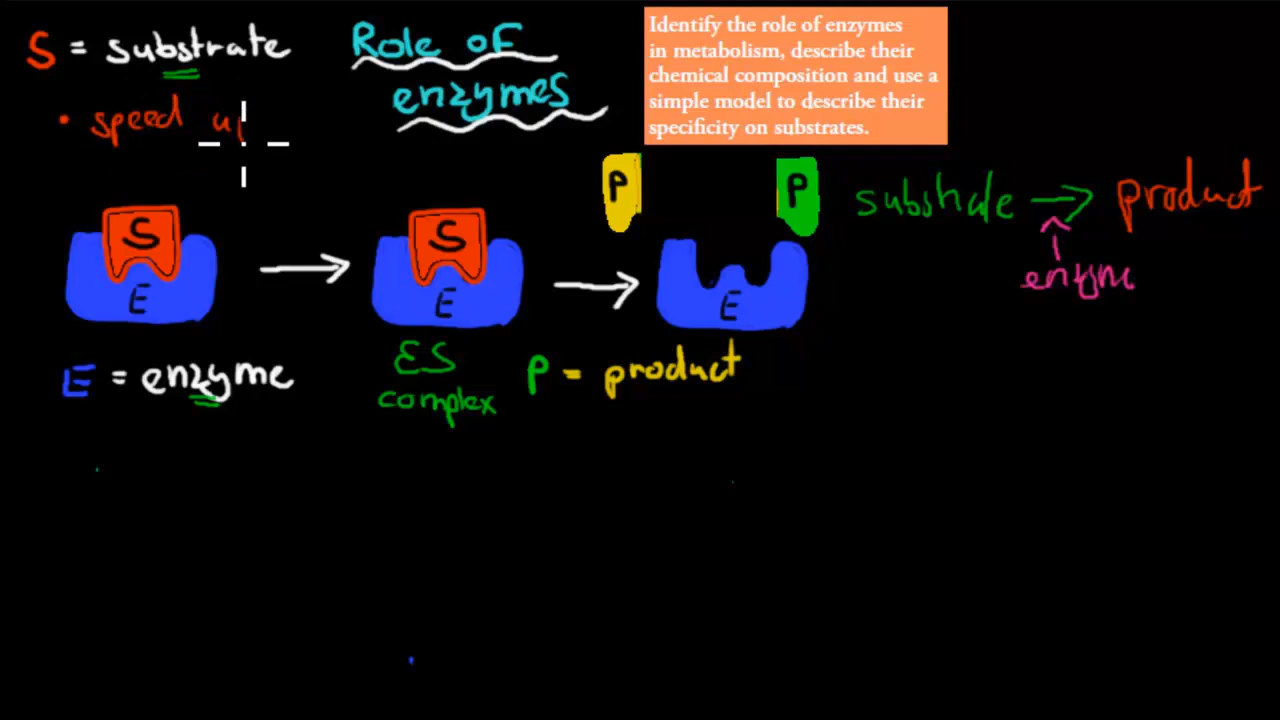 S = substrate
Role of
enzymes
Identify the role of enzymes
in metabolism, describe their
chemical composition and use a
simple model to describe their
specificity on substrates.
• speed up
P
P
substrate → product
enzyme
S
E
S
E
E
E = enzyme
ES
complex
P = product